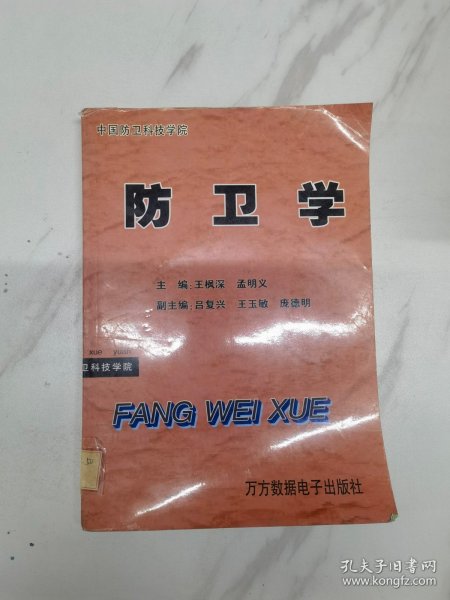 中国防卫科技学院
防卫学
主 编:王枫深 孟明义
副主编:吕复兴 王玉敏 庞德明
xue yuan
卫科技学院
FANG WEI XUE
万方数据电子出版社
孔夫子旧书网
www.kongfz.com